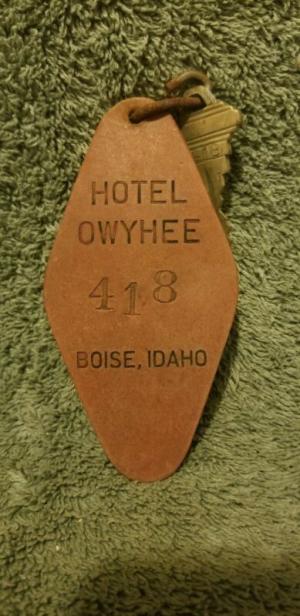 HOTEL
OWYHEE
418
BOISE, IDAHO